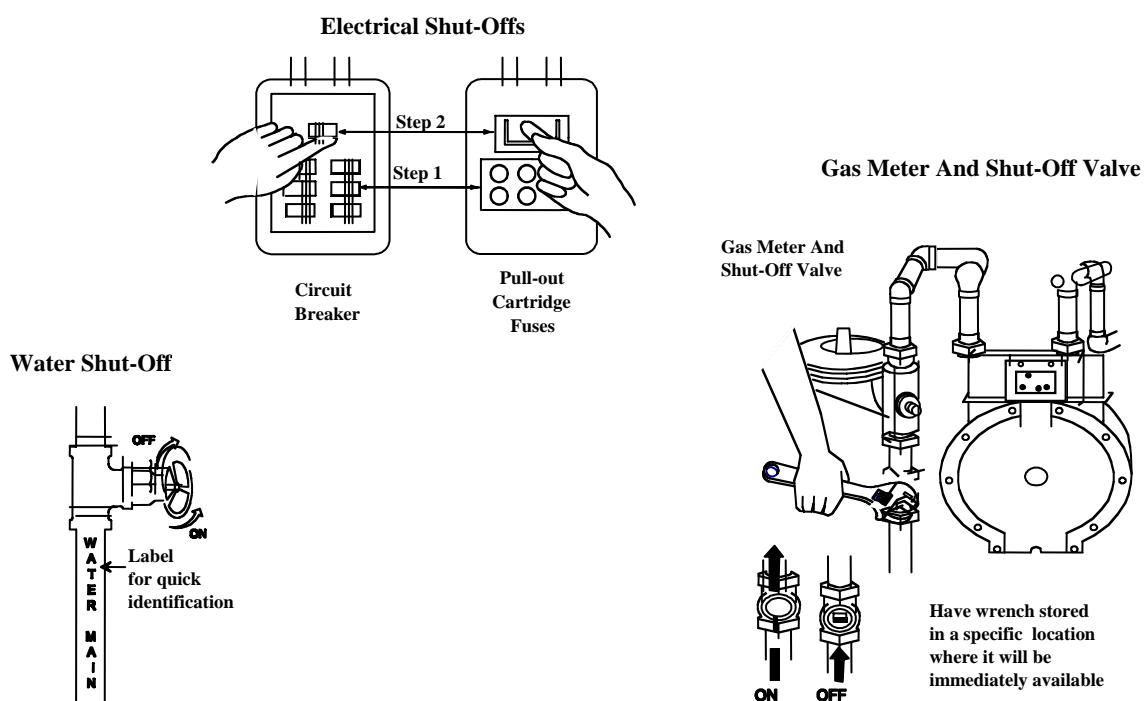 Electrical Shut-Offs
Step 2
Step 1
Circuit
Breaker
Pull-out
Cartridge
Fuses
Gas Meter And Shut-Off Valve
Gas Meter And
Shut-Off Valve
Water Shut-Off
OFF
ON
WATER MAIN
Label
for quick
identification
Have wrench stored
in a specific location
where it will be
immediately available
ON
OFF